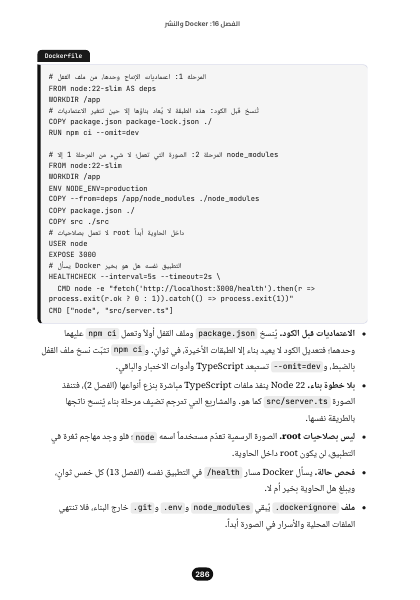 الفصل 16: Docker والنشر
Dockerfile
# المرحلة 1: اعتماديات الإنتاج وحدها، من ملف القفل
FROM node:22-slim AS deps
WORKDIR /app
# تُنسخ قبل الكود: هذه الطبقة لا يُعاد بناؤها إلا حين تتغير الاعتماديات
COPY package.json package-lock.json ./
RUN npm ci --omit=dev
# المرحلة 2: الصورة التي تعمل؛ لا شيء من المرحلة 1 إلا node_modules
FROM node:22-slim
WORKDIR /app
ENV NODE_ENV=production
COPY --from=deps /app/node_modules ./node_modules
COPY package.json ./
COPY src ./src
# لا تعمل بصلاحيات root داخل الحاوية أبداً
USER node
EXPOSE 3000
# يسأل Docker التطبيق نفسه هل هو بخير
HEALTHCHECK --interval=5s --timeout=2s \
CMD node -e "fetch('http://localhost:3000/health').then(r =>
process.exit(r.ok ? 0 : 1)).catch(() => process.exit(1))"
CMD ["node", "src/server.ts"]
• الاعتماديات قبل الكود. يُنسخ package.json وملف القفل أولاً وتعمل npm ci عليهما
وحدهما؛ فتعديل الكود لا يعيد بناء إلا الطبقات الأخيرة، في ثوانٍ. و npm ci تثبّت نسخ ملف القفل
بالضبط، و --omit=dev تستبعد TypeScript وأدوات الاختبار والباقي.
• بلا خطوة بناء. Node 22 ينفذ ملفات TypeScript مباشرة بنزع أنواعها (الفصل 2)، فتنفذ
الصورة src/server.ts كما هو. والمشاريع التي تترجم تضيف مرحلة بناء يُنسخ ناتجها
بالطريقة نفسها.
• ليس بصلاحيات root. الصورة الرسمية تقدّم مستخدماً اسمه node ؛ فلو وجد مهاجم ثغرة في
التطبيق، لن يكون root داخل الحاوية.
• فحص حالة. يسأل Docker مسار /health في التطبيق نفسه (الفصل 13) كل خمس ثوانٍ،
ويبلغ هل الحاوية بخير أم لا.
• ملف .dockerignore يُبقي node_modules و .env و .git خارج البناء، فلا تنتهي
الملفات المحلية والأسرار في الصورة أبداً.
286